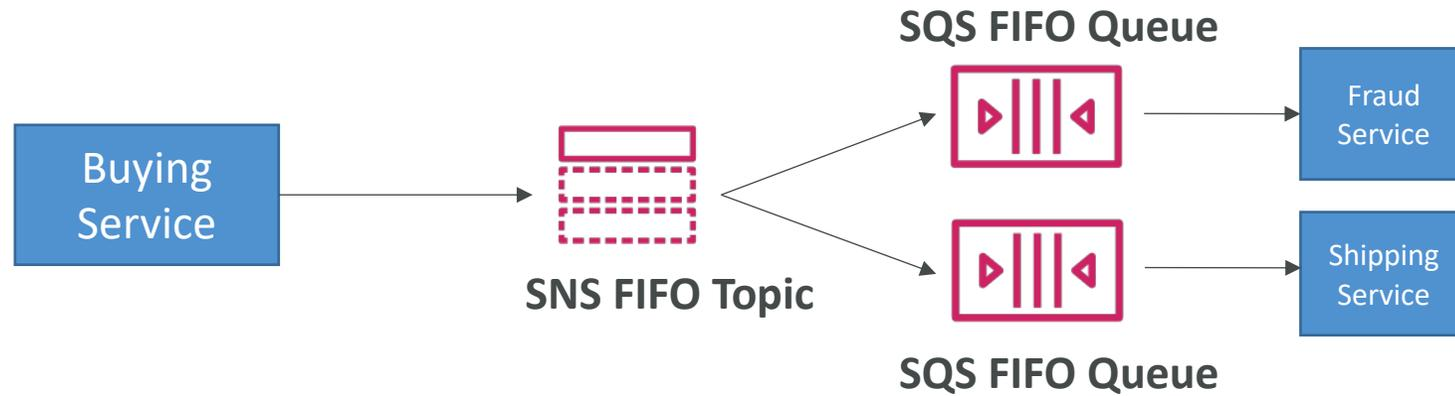 SQS FIFO Queue
Buying
Service
SNS FIFO Topic
Fraud
Service
Shipping
Service
SQS FIFO Queue